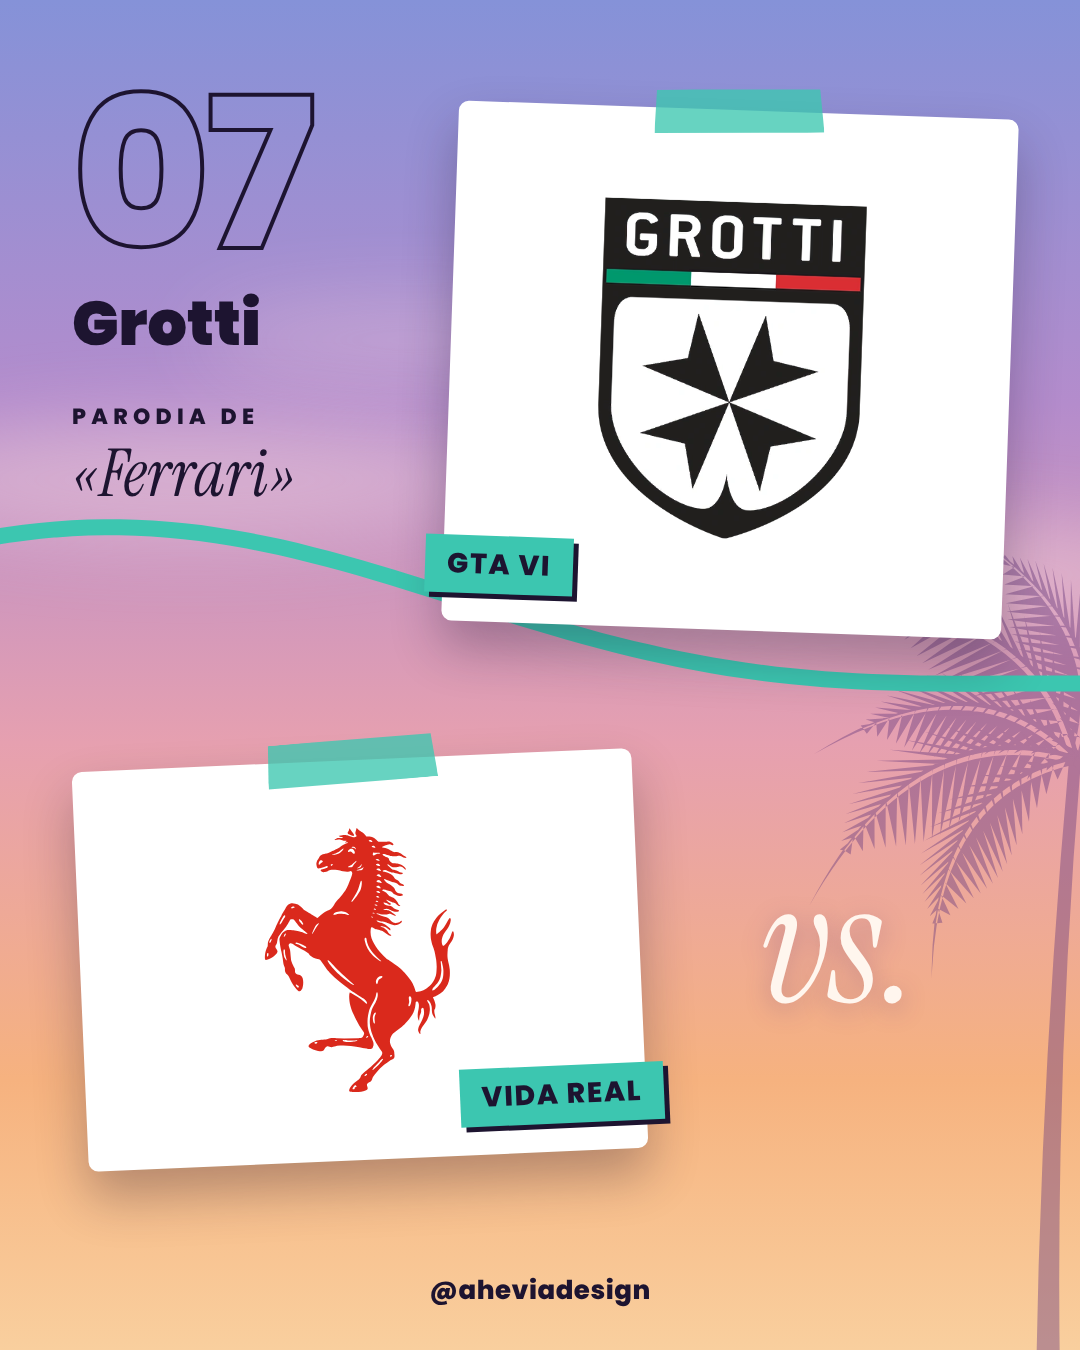 07
Grotti
PARODIA DE
«Ferrari»
GROTTI
GTA VI
VIDA REAL
vs.
@aheviadesign